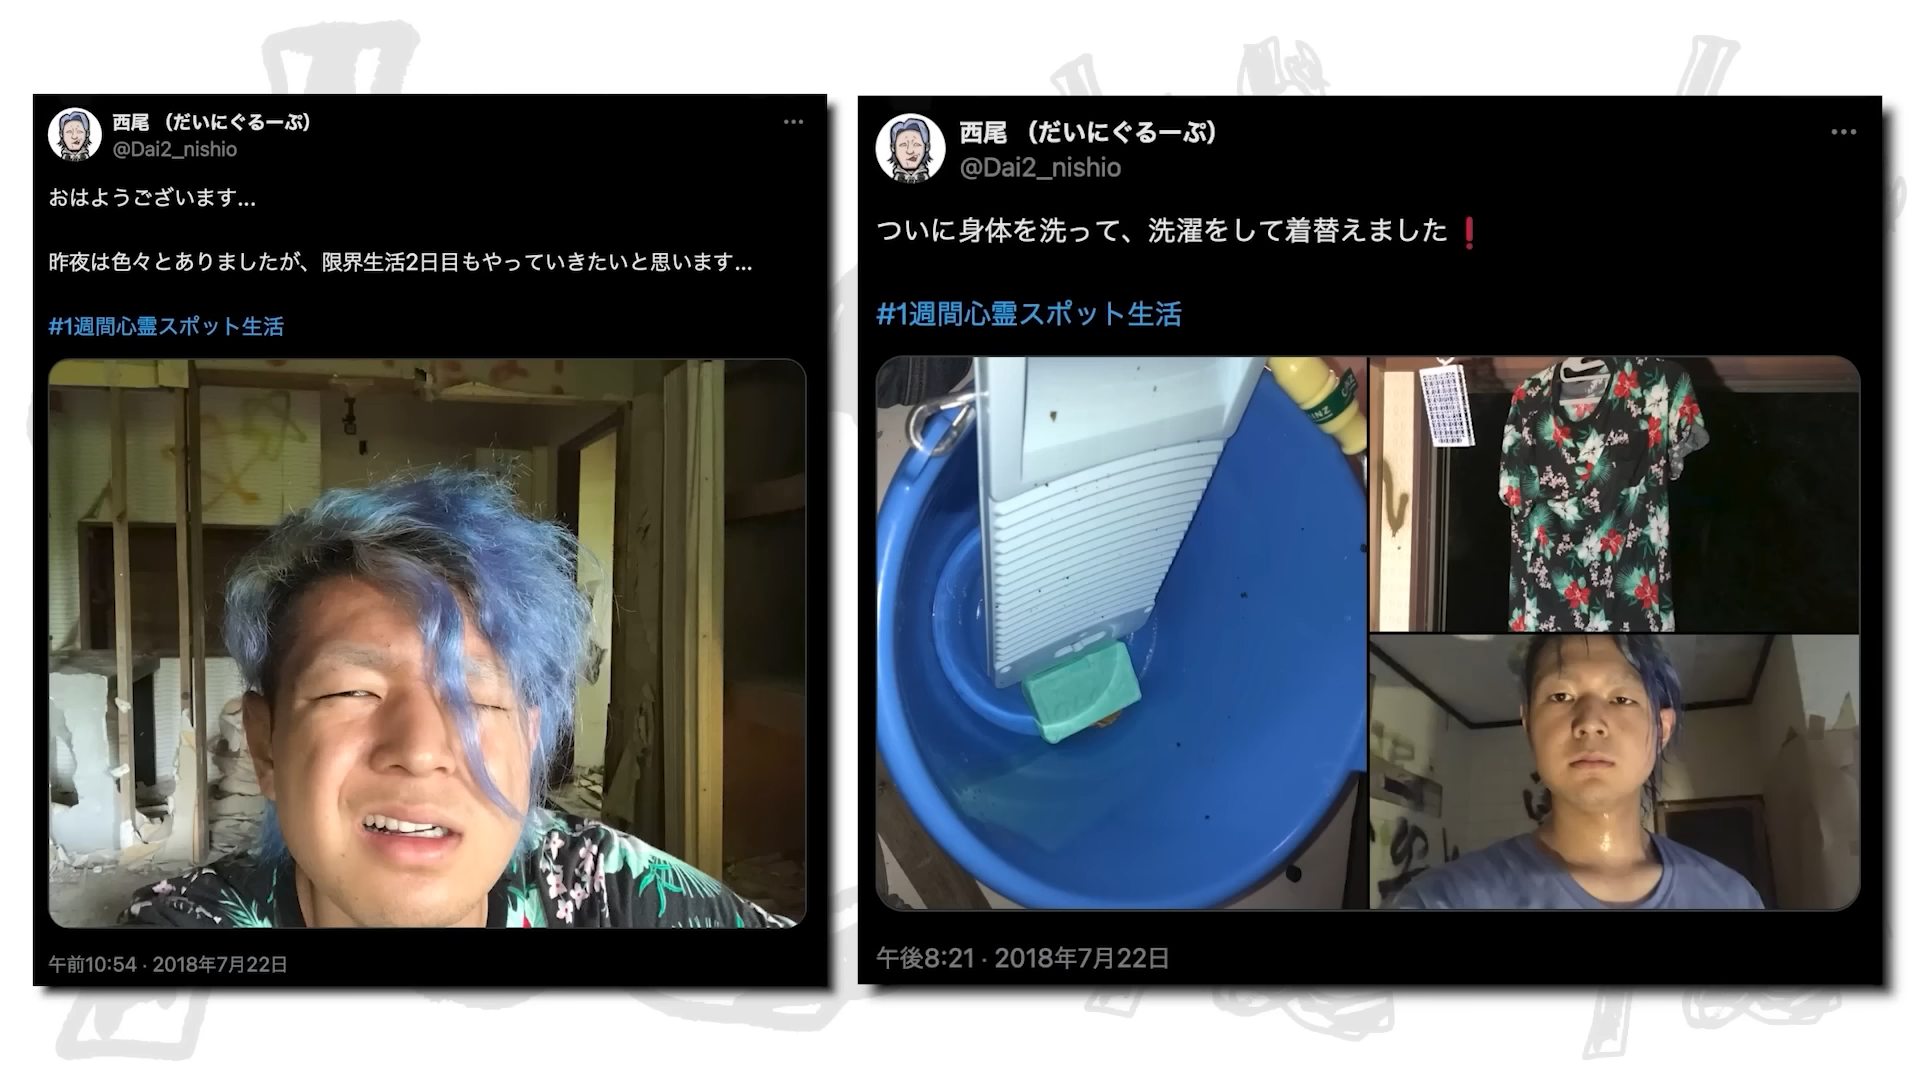 西尾 （だいにぐるーぷ）
@Dai2_nishio
おはようございます...
昨夜は色々とありましたが、限界生活2日目もやっていきたいと思います...
#1週間心霊スポット生活
午前10:54 · 2018年7月22日
西尾 （だいにぐるーぷ）
@Dai2_nishio
ついに身体を洗って、洗濯をして着替えました❗
#1週間心霊スポット生活
午後8:21 · 2018年7月22日